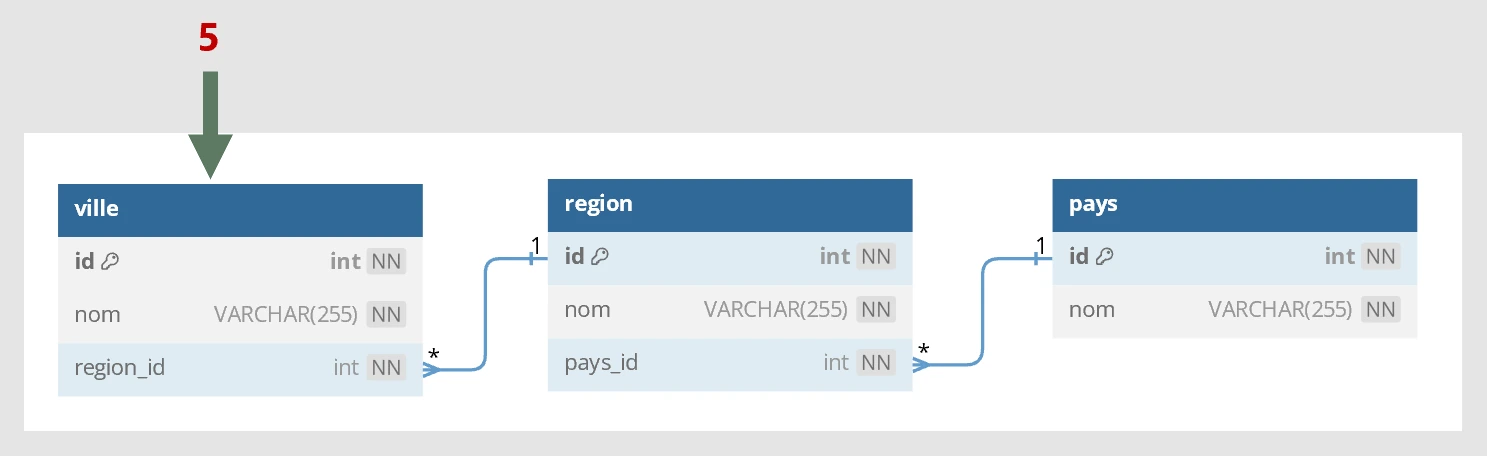 5
ville
id int NN
nom VARCHAR(255) NN
region_id int NN
*
1
region
id int NN
nom VARCHAR(255) NN
pays_id int NN
*
1
pays
id int NN
nom VARCHAR(255) NN